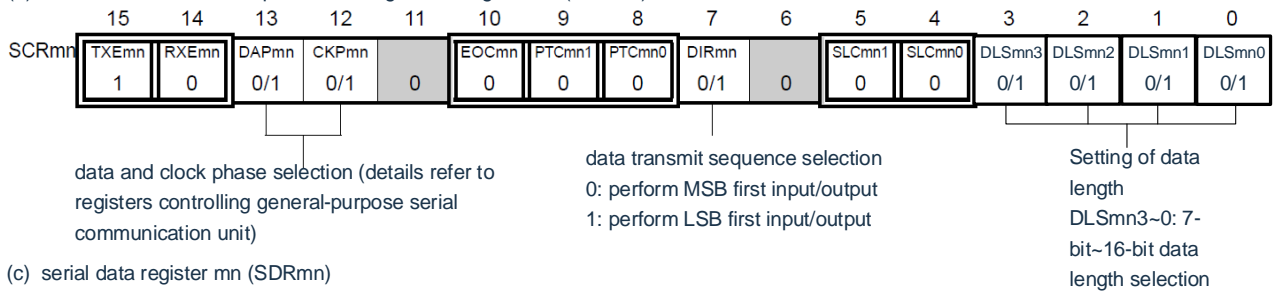 15 14 13 12 11 10 9 8 7 6 5 4 3 2 1 0
SCRmn TXEmn RXEmn DAPmn CKPmn EOCmn PTCmn1 PTCmn0 DIRmn SLCmn1 SLCmn0 DLSmn3 DLSmn2 DLSmn1 DLSmn0
1 0 0/1 0/1 0 0 0 0 0/1 0 0 0 0/1 0/1 0/1 0/1
data and clock phase selection (details refer to
registers controlling general-purpose serial
communication unit)
data transmit sequence selection
0: perform MSB first input/output
1: perform LSB first input/output
Setting of data
length
DLSmn3~0: 7-
bit~16-bit data
length selection
(c) serial data register mn (SDRmn)